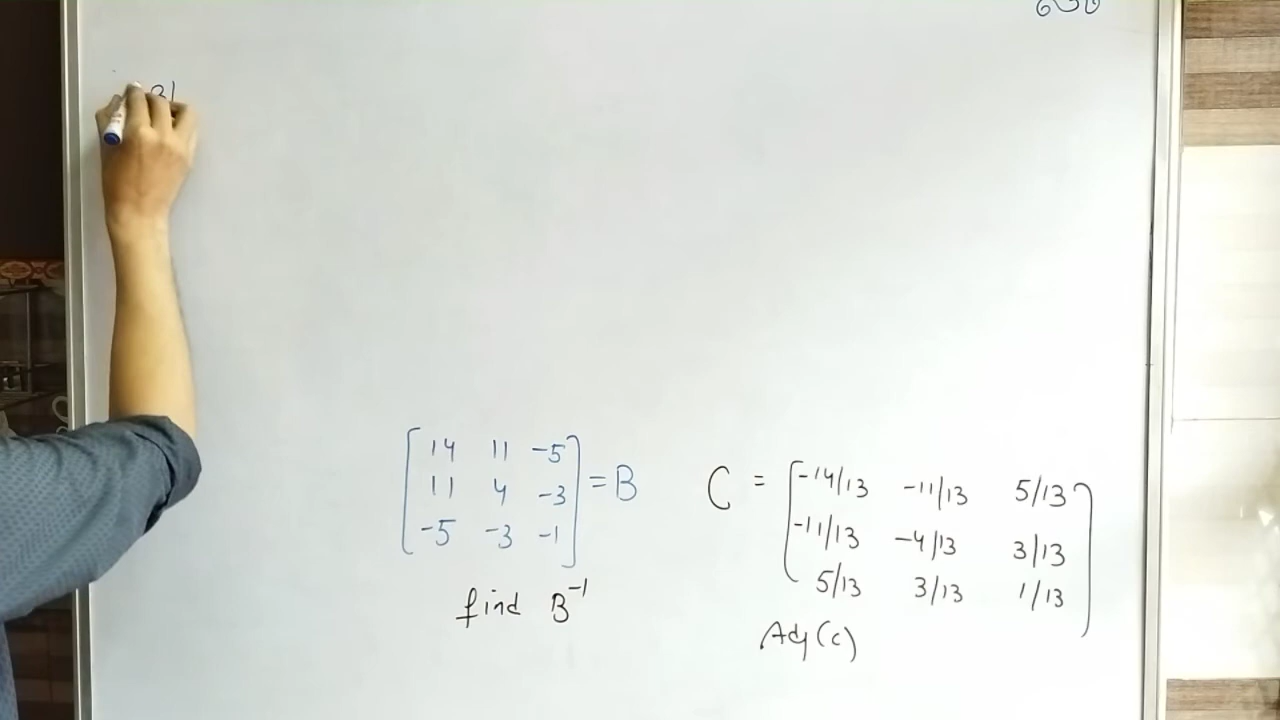 [14 11 -5
11 4 -3
-5 -3 -1] = B
find B⁻¹
C = [-14/13 -11/13 5/13
-11/13 -4/13 3/13
5/13 3/13 1/13]
Adj(c)